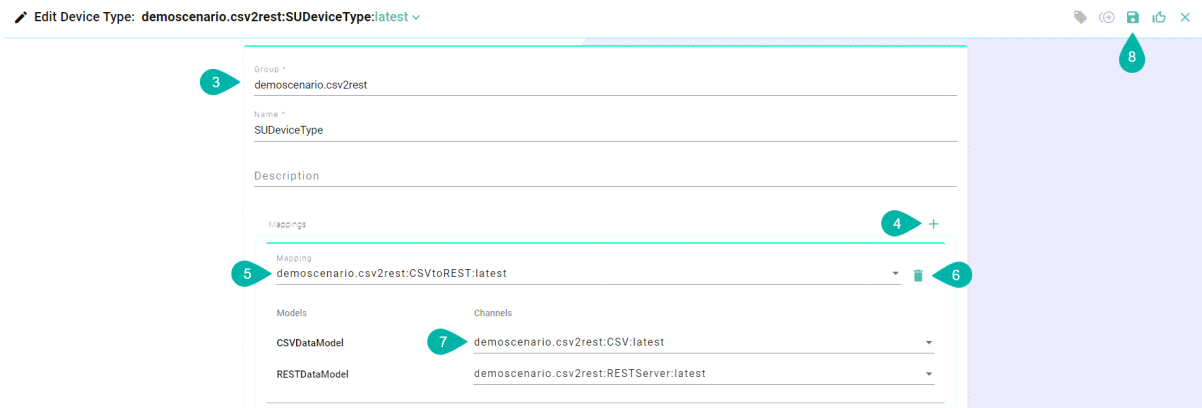 Edit Device Type: demoscenario.csv2rest:SUDeviceType:latest
8
Group *
3
demoscenario.csv2rest
Name *
SUDeviceType
Description
Mappings
4
Mapping
5
demoscenario.csv2rest:CSVtoREST:latest
6
Models Channels
CSVDataModel
7
demoscenario.csv2rest:CSV:latest
RESTDataModel demoscenario.csv2rest:RESTServer:latest